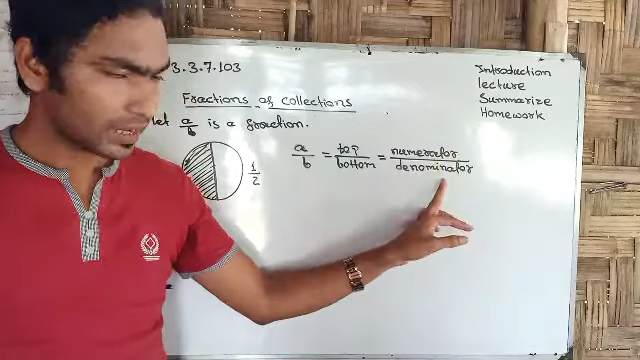 3.3.7.103
Fractions of collections
let a/b is a fraction.
1/2
a/b = top/bottom = numerator/denominator
Introduction
lecture
Summarize
Homework